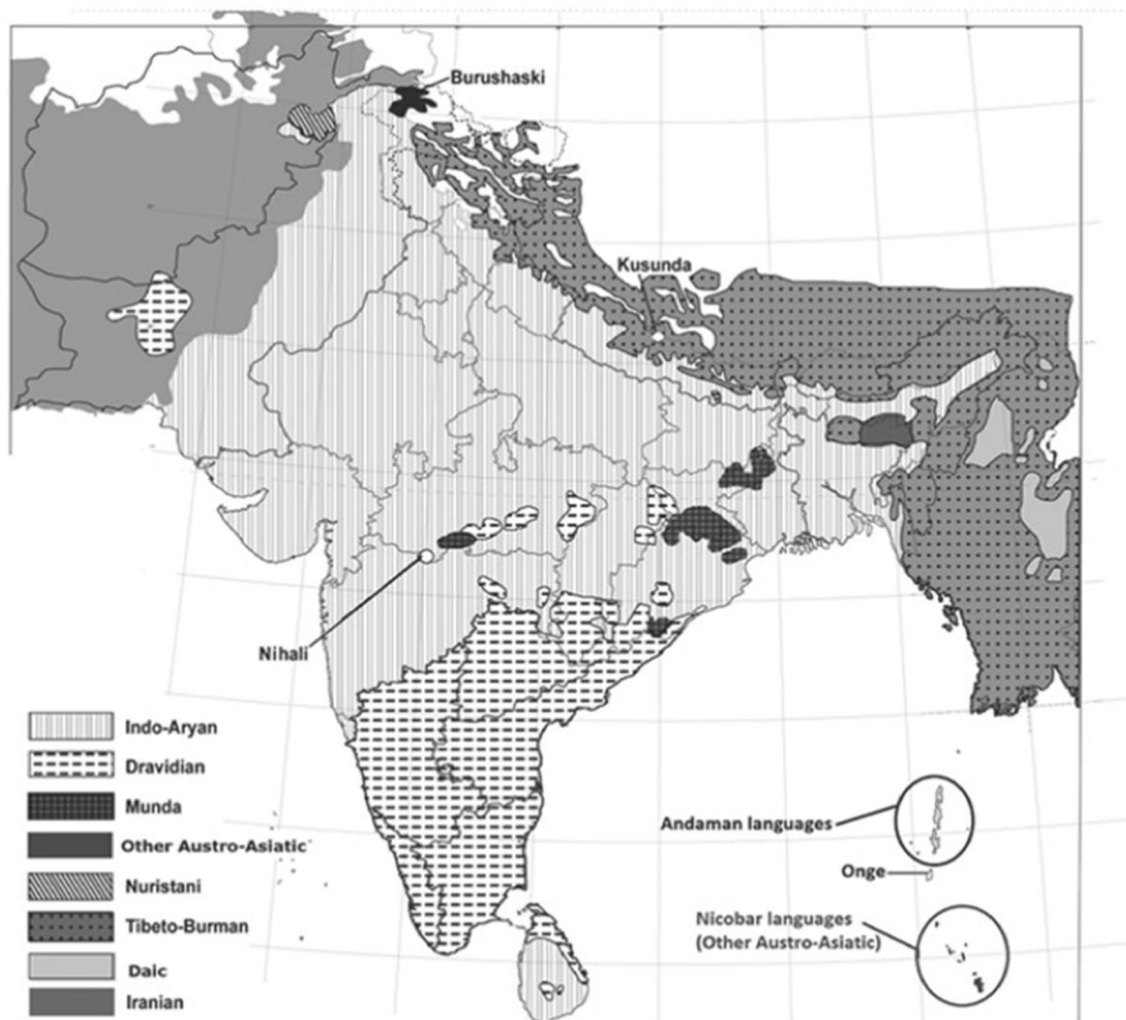 Burushaski
Kusunda
Nihali
Indo-Aryan
Dravidian
Munda
Other Austro-Asiatic
Nuristani
Tibeto-Burman
Daic
Iranian
Andaman languages
Onge
Nicobar languages
(Other Austro-Asiatic)